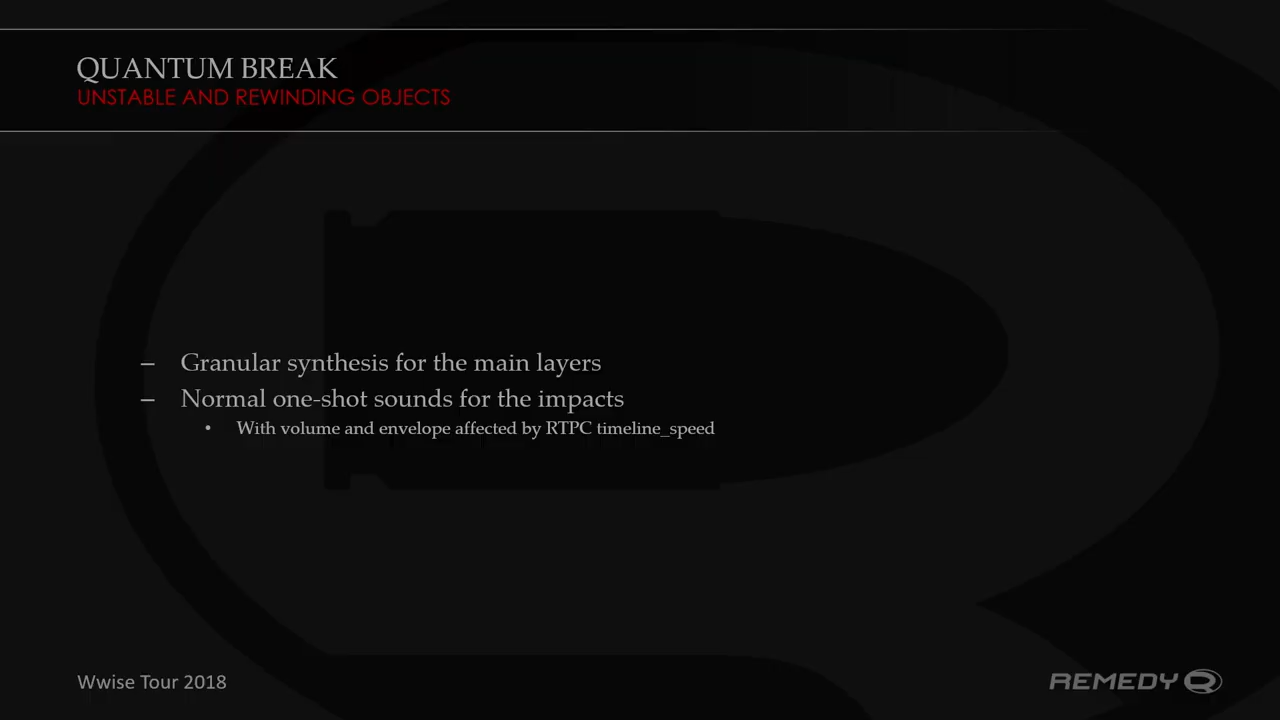 QUANTUM BREAK
UNSTABLE AND REWINDING OBJECTS
– Granular synthesis for the main layers
– Normal one-shot sounds for the impacts
• With volume and envelope affected by RTPC timeline_speed
Wwise Tour 2018
REMEDY